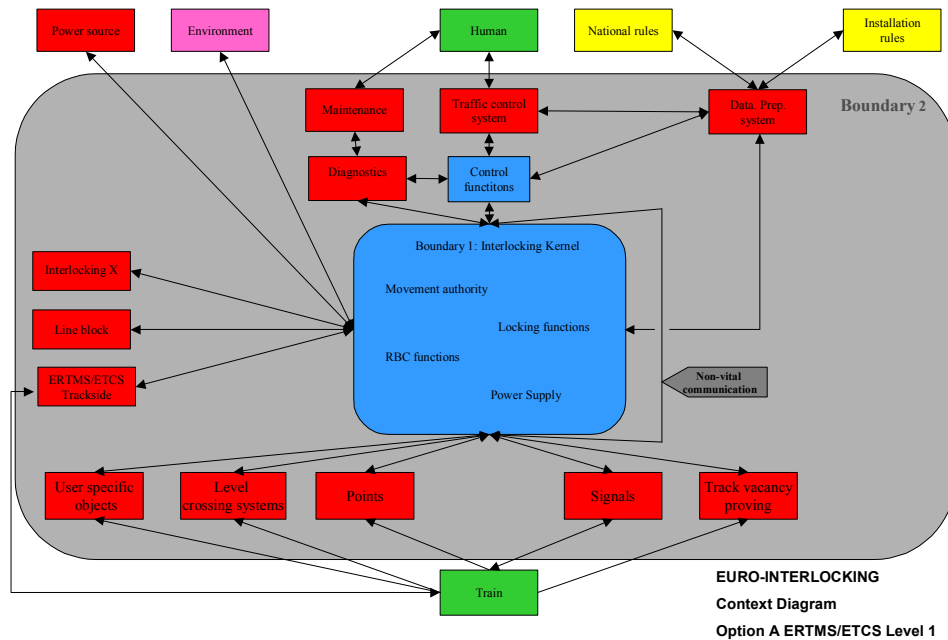 Power source
Environment
Human
National rules
Installation
rules
Boundary 2
Maintenance
Traffic control
system
Data. Prep.
system
Diagnostics
Control
functitons
Boundary 1: Interlocking Kernel
Interlocking X
Movement authority
Line block
Locking functions
RBC functions
ERTMS/ETCS
Trackside
Power Supply
Non-vital
communication
User specific
objects
Level
crossing systems
Points
Signals
Track vacancy
proving
Train
EURO-INTERLOCKING
Context Diagram
Option A ERTMS/ETCS Level 1